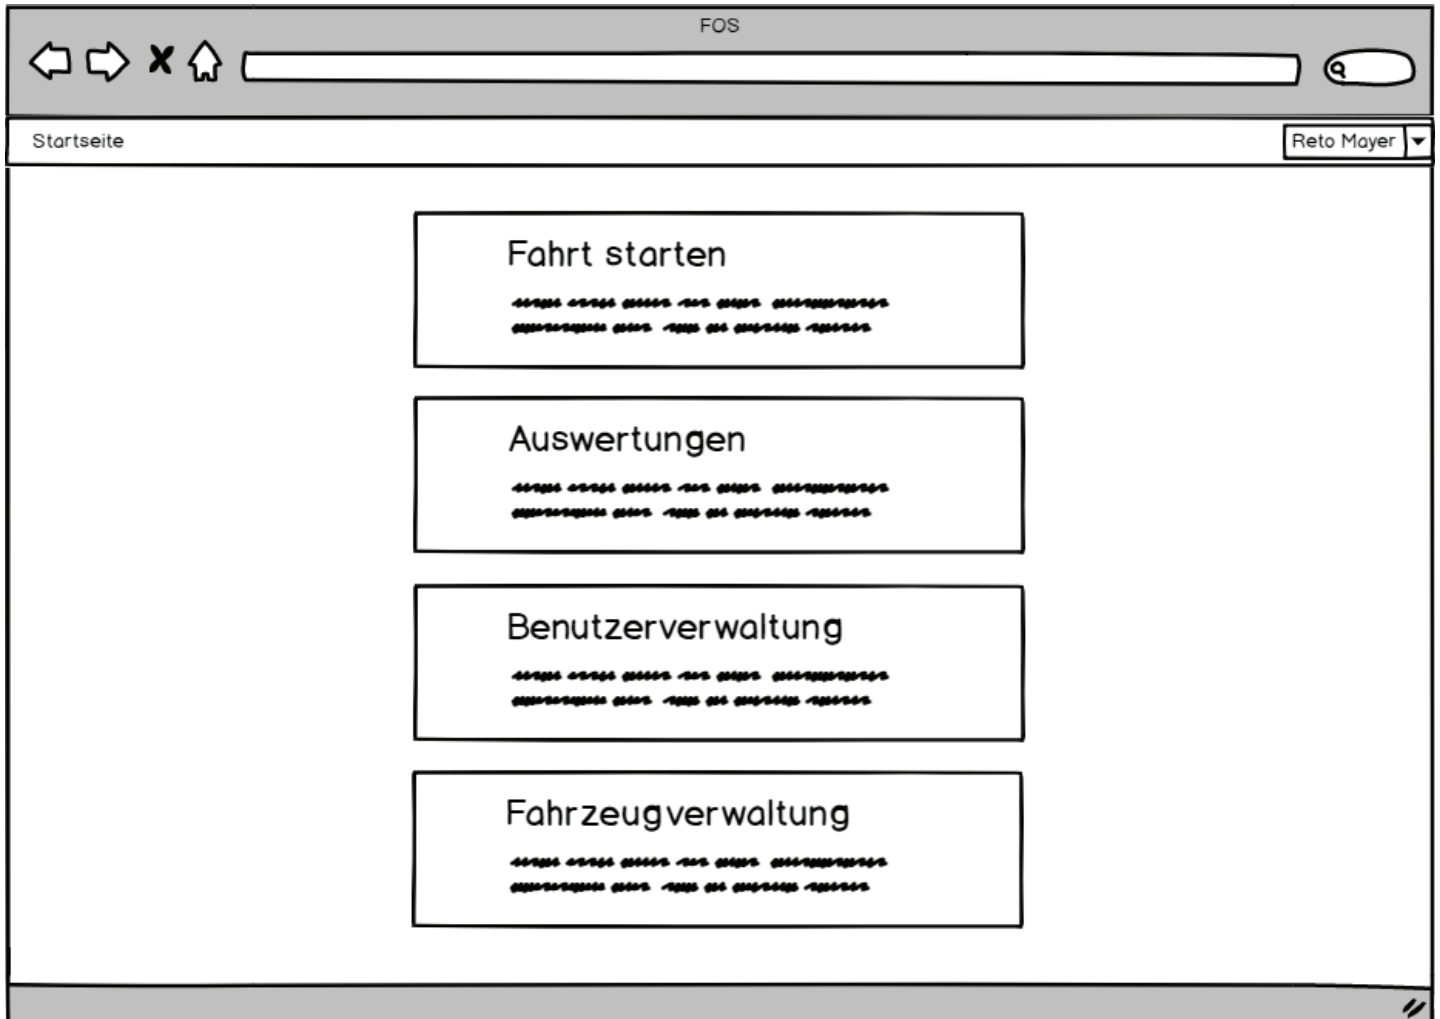 FOS
Startseite
Reto Mayer
Fahrt starten
Auswertungen
Benutzerverwaltung
Fahrzeugverwaltung